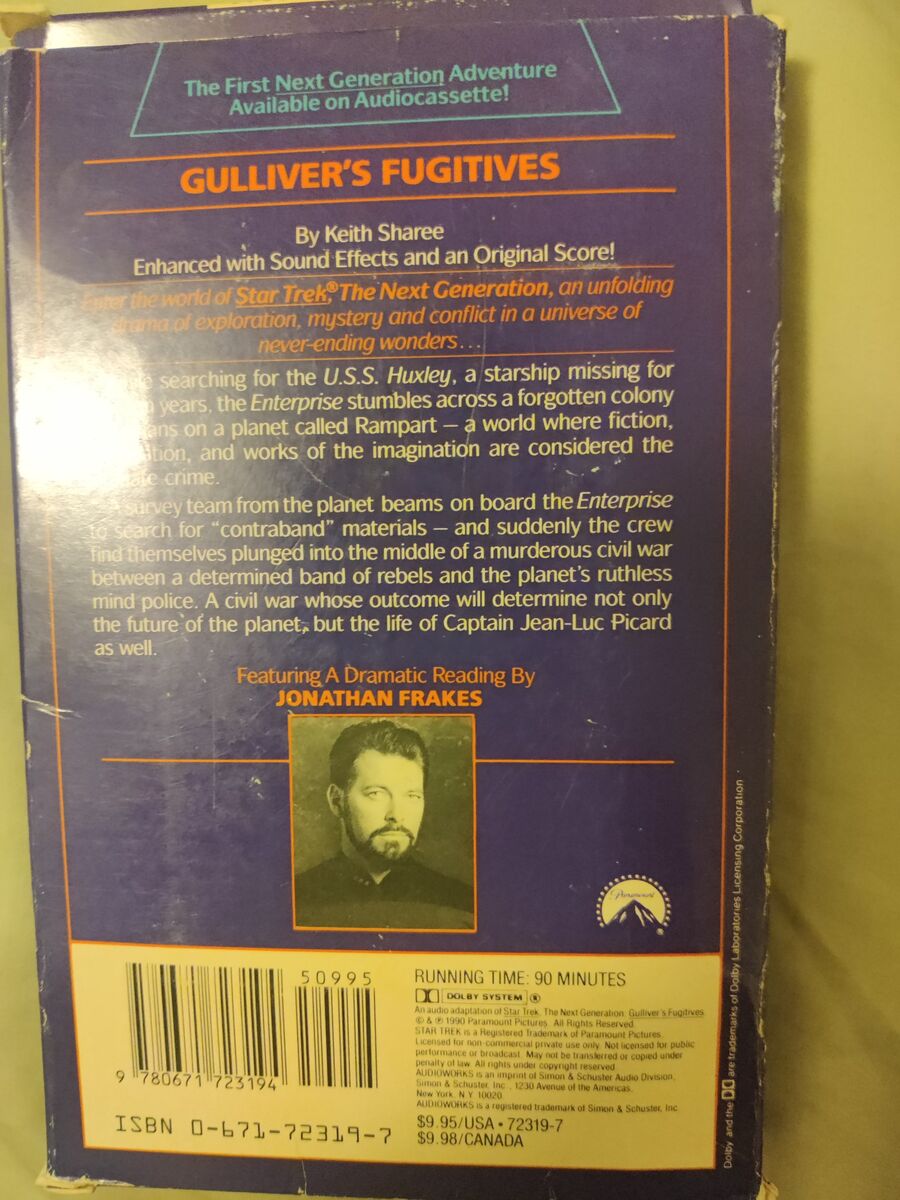 The First Next Generation Adventure
Available on Audiocassette!
GULLIVER'S FUGITIVES
By Keith Sharee
Enhanced with Sound Effects and an Original Score!
the world of Star Trek,® The Next Generation, an unfolding
drama of exploration, mystery and conflict in a universe of
never-ending wonders...
searching for the U.S.S. Huxley, a starship missing for
years, the Enterprise stumbles across a forgotten colony
on a planet called Rampart — a world where fiction,
and works of the imagination are considered the
crime.
survey team from the planet beams on board the Enterprise
to search for "contraband" materials — and suddenly the crew
find themselves plunged into the middle of a murderous civil war
between a determined band of rebels and the planet's ruthless
mind police. A civil war whose outcome will determine not only
the future of the planet, but the life of Captain Jean-Luc Picard
as well.
Featuring A Dramatic Reading By
JONATHAN FRAKES
Paramount
50995
9 780671 723194
ISBN 0-671-72319-7
RUNNING TIME: 90 MINUTES
DOLBY SYSTEM ®
An audio adaptation of Star Trek, The Next Generation: Gulliver's Fugitives
© & ℗ 1990 Paramount Pictures. All Rights Reserved.
STAR TREK is a Registered Trademark of Paramount Pictures.
Licensed for non-commercial private use only. Not licensed for public
performance or broadcast. May not be transferred or copied under
penalty of law. All rights under copyright reserved.
AUDIOWORKS is an imprint of Simon & Schuster Audio Division,
Simon & Schuster, Inc., 1230 Avenue of the Americas,
New York, N.Y. 10020
AUDIOWORKS is a registered trademark of Simon & Schuster, Inc.
$9.95/USA • 72319-7
$9.98/CANADA
Dolby and the DD are trademarks of Dolby Laboratories Licensing Corporation.